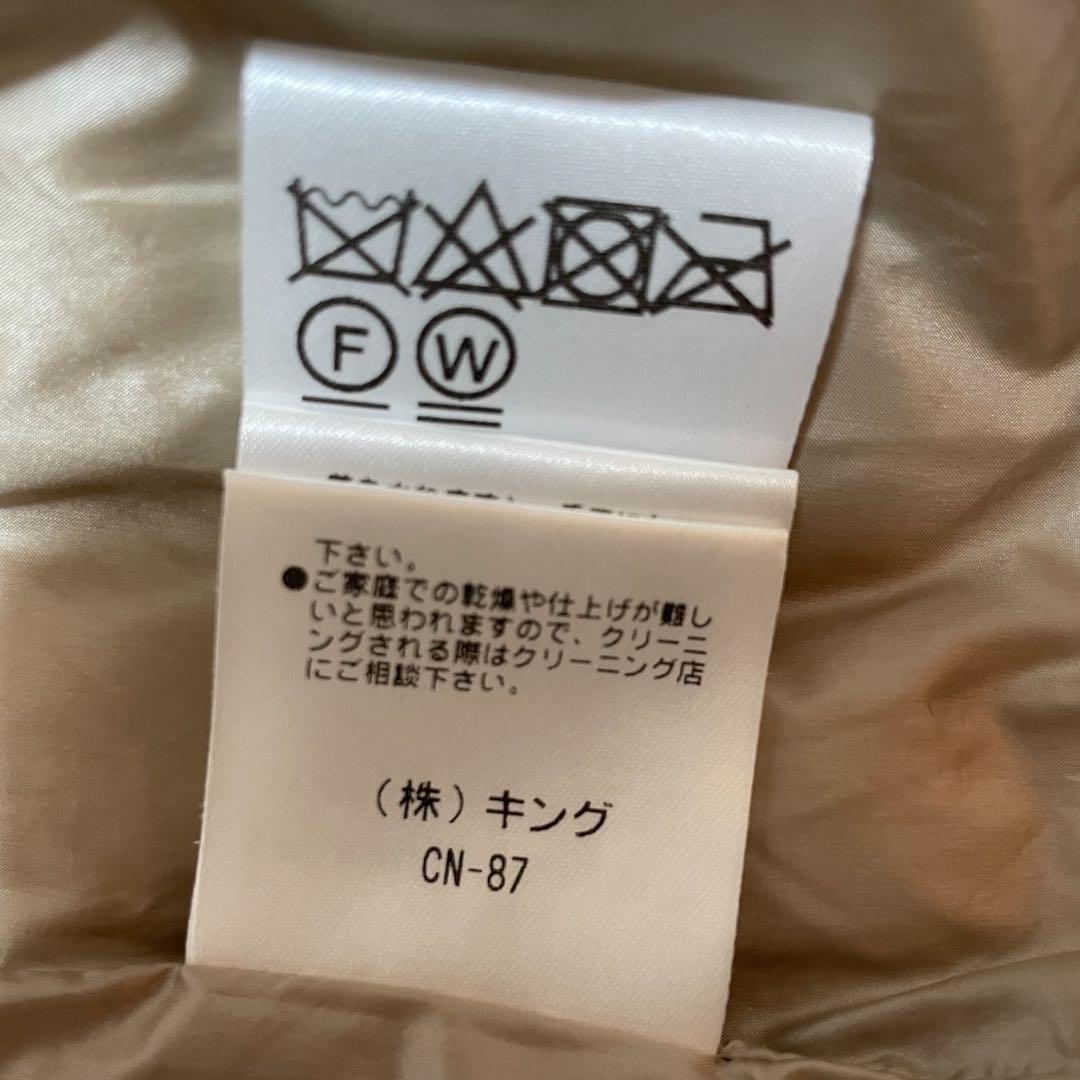 F W
下さい。
●ご家庭での乾燥や仕上げが難し
いと思われますので、クリーニ
ングされる際はクリーニング店
にご相談下さい。
（株）キング
CN-87